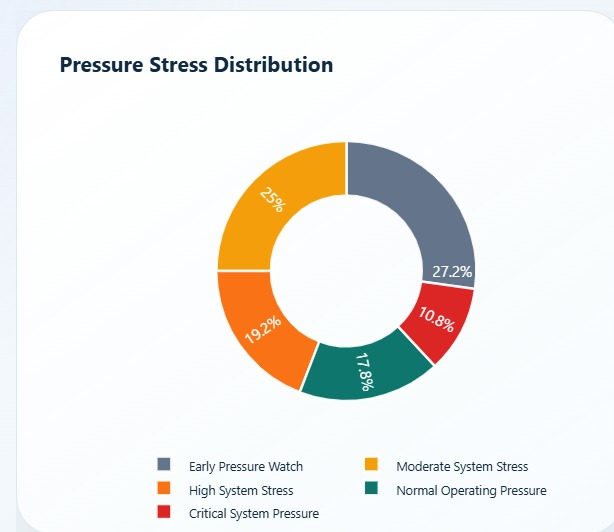 Pressure Stress Distribution
25%
27.2%
10.8%
19.2%
17.8%
Early Pressure Watch
Moderate System Stress
High System Stress
Normal Operating Pressure
Critical System Pressure